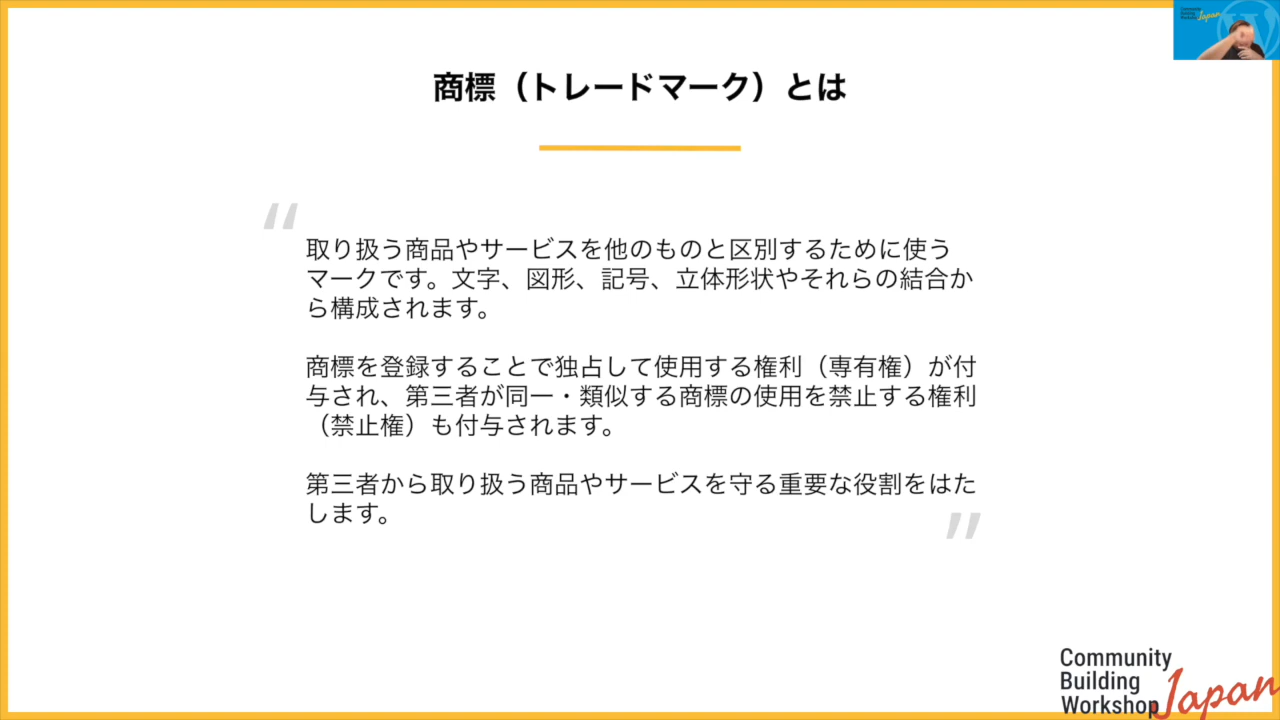 商標（トレードマーク）とは
“
取り扱う商品やサービスを他のものと区別するために使う
マークです。文字、図形、記号、立体形状やそれらの結合か
ら構成されます。
商標を登録することで独占して使用する権利（専有権）が付
与され、第三者が同一・類似する商標の使用を禁止する権利
（禁止権）も付与されます。
第三者から取り扱う商品やサービスを守る重要な役割をはた
します。
”
Community
Building
Workshop
Japan
Community
Building
Workshop
Japan